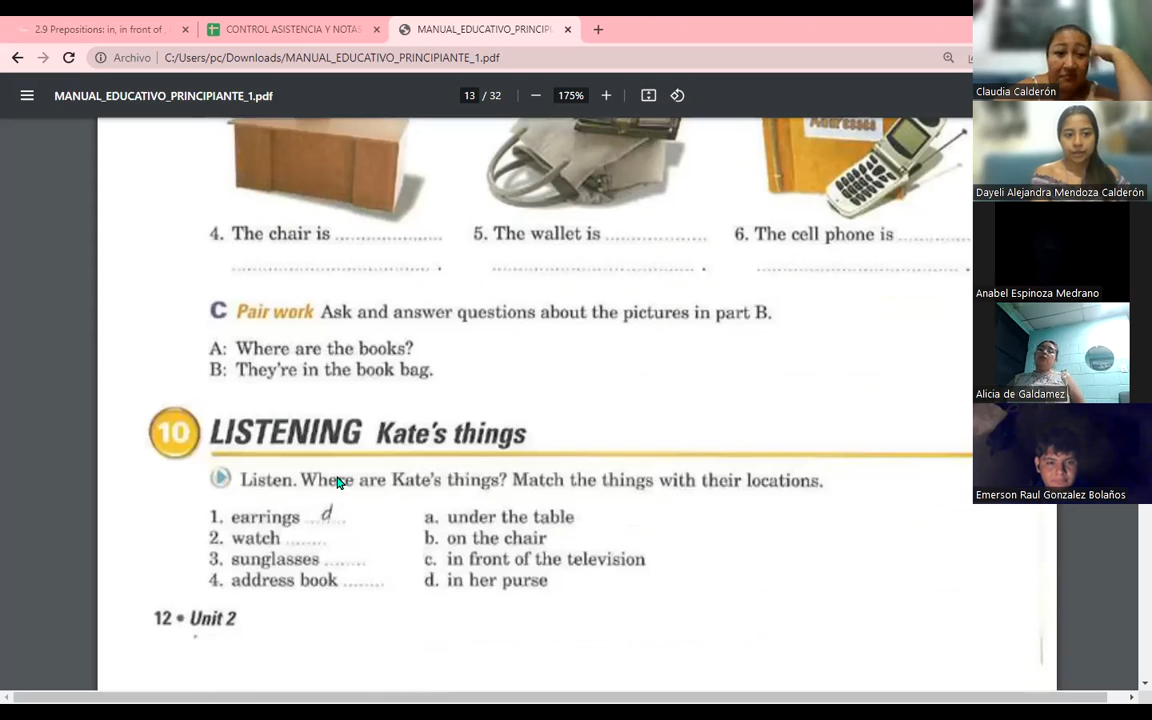 2.9 Prepositions: in, in front of
CONTROL ASISTENCIA Y NOTAS
MANUAL_EDUCATIVO_PRINCIPI
Archivo
C:/Users/pc/Downloads/MANUAL_EDUCATIVO_PRINCIPIANTE_1.pdf
MANUAL_EDUCATIVO_PRINCIPIANTE_1.pdf
13 / 32
175%
Addresses
4. The chair is
5. The wallet is
6. The cell phone is
C Pair work Ask and answer questions about the pictures in part B.
A: Where are the books?
B: They're in the book bag.
10 LISTENING Kate's things
Listen. Where are Kate's things? Match the things with their locations.
1. earrings d
2. watch
3. sunglasses
4. address book
a. under the table
b. on the chair
c. in front of the television
d. in her purse
12 • Unit 2
Claudia Calderón
Dayeli Alejandra Mendoza Calderón
Anabel Espinoza Medrano
Alicia de Galdamez
Emerson Raul Gonzalez Bolaños